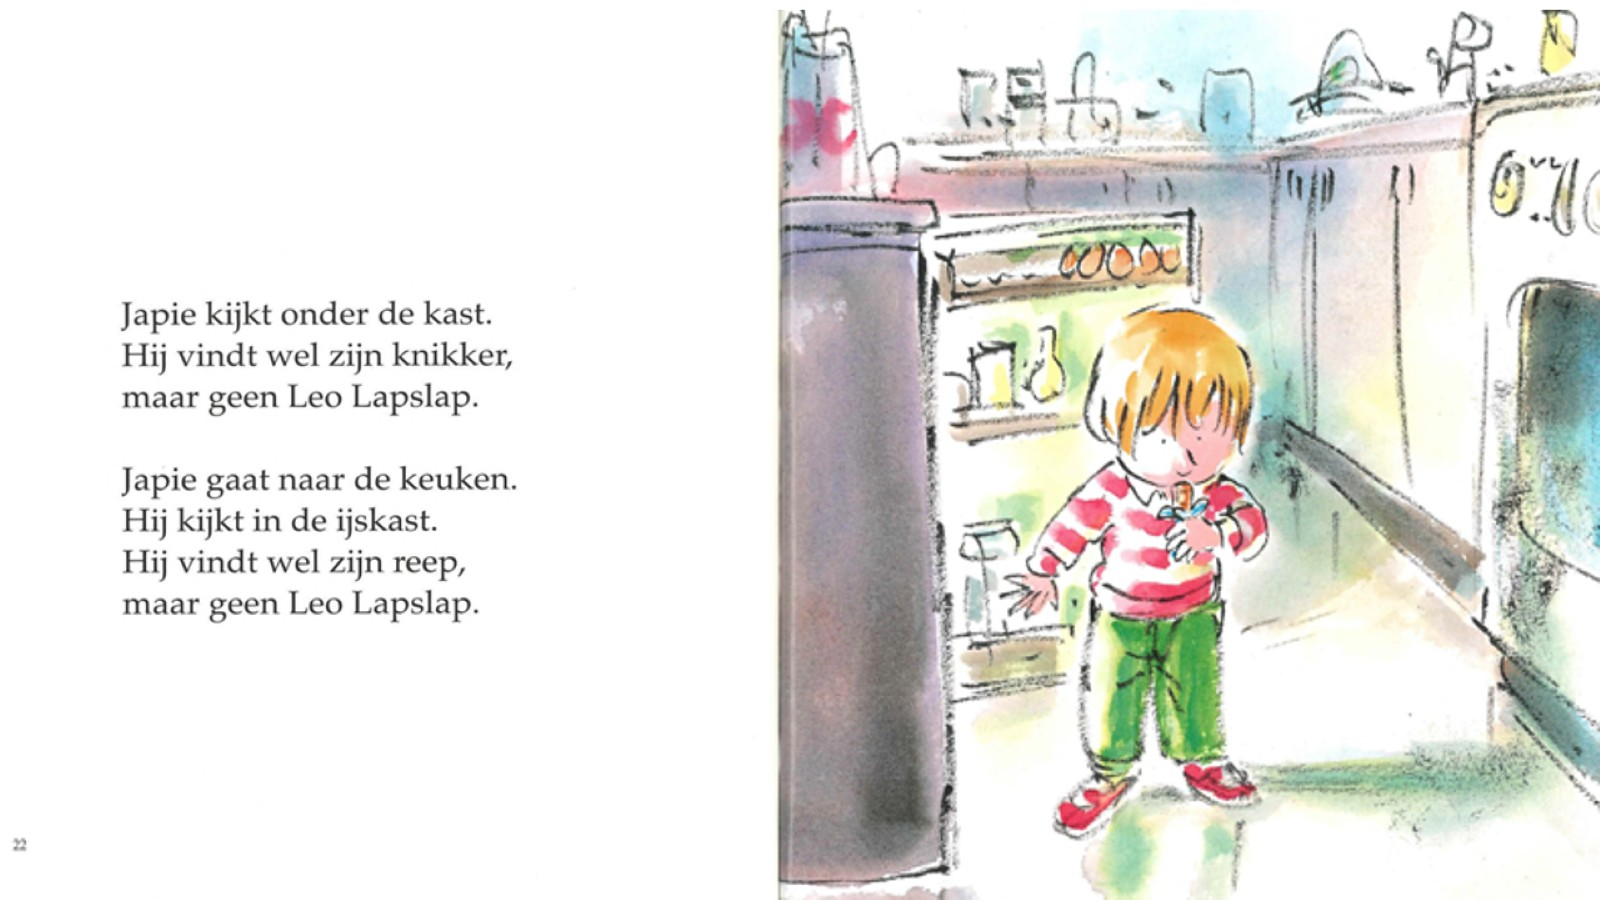 Japie kijkt onder de kast.
Hij vindt wel zijn knikker,
maar geen Leo Lapslap.
Japie gaat naar de keuken.
Hij kijkt in de ijskast.
Hij vindt wel zijn reep,
maar geen Leo Lapslap.
22